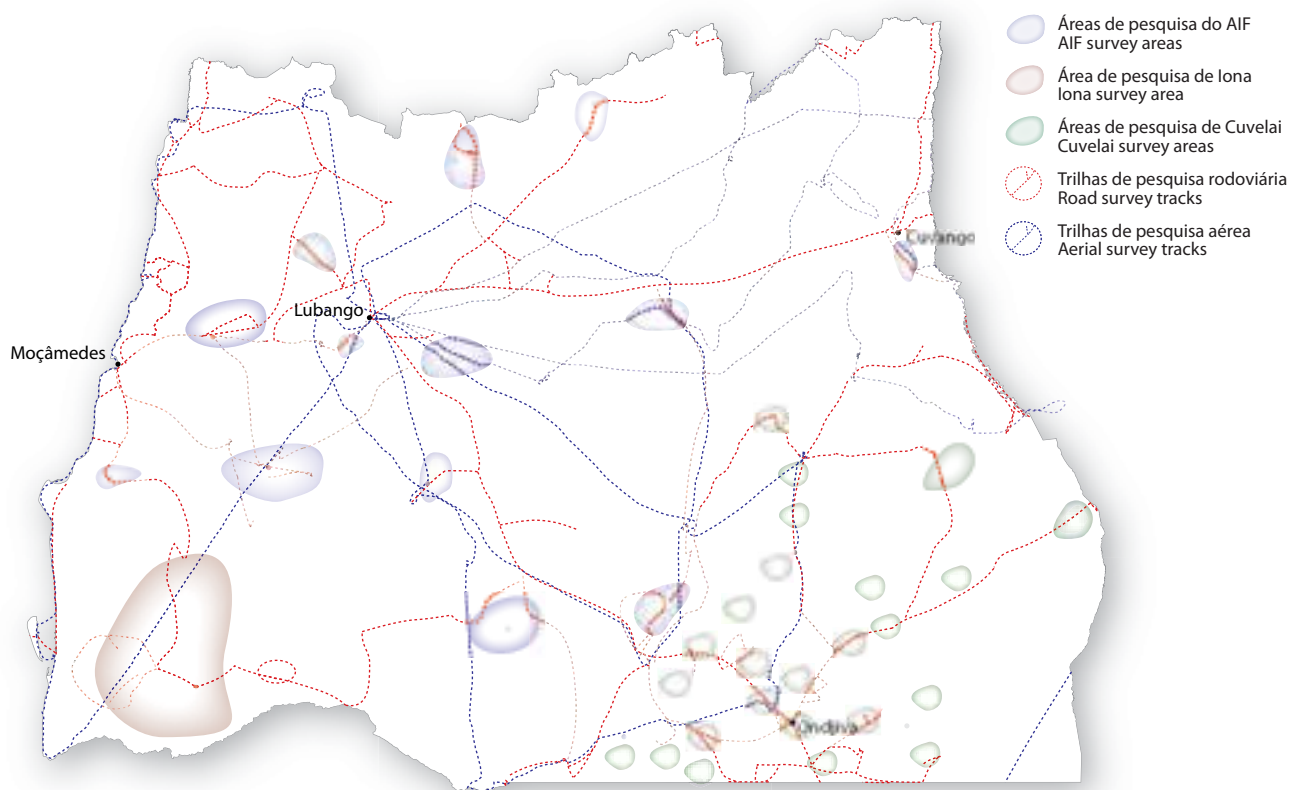 Áreas de pesquisa do AIF
AIF survey areas
Área de pesquisa de Iona
Iona survey area
Áreas de pesquisa de Cuvelai
Cuvelai survey areas
Trilhas de pesquisa rodoviária
Road survey tracks
Trilhas de pesquisa aérea
Aerial survey tracks
Cuvango
Lubango
Moçâmedes
Ondjiva